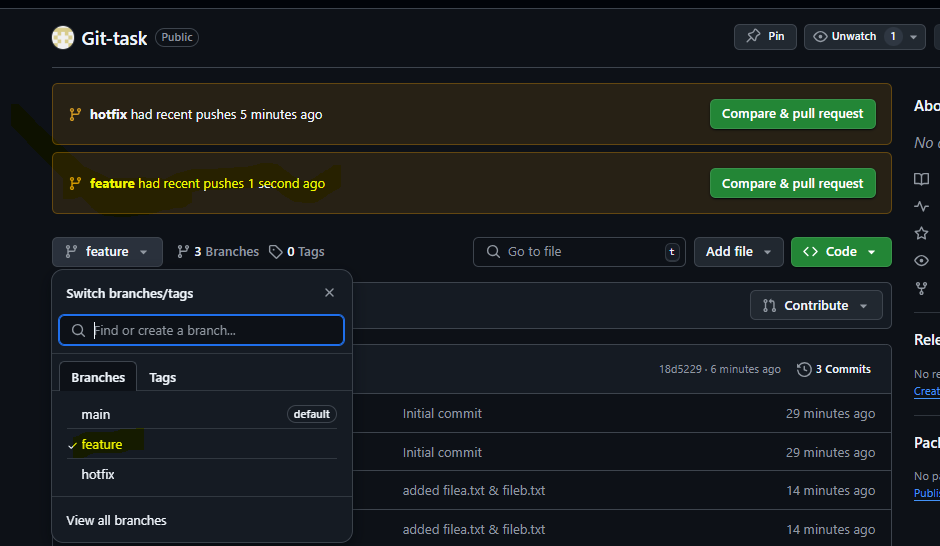 Git-task Public Pin Unwatch 1
hotfix had recent pushes 5 minutes ago Compare & pull request
feature had recent pushes 1 second ago Compare & pull request
feature 3 Branches 0 Tags Go to file t Add file Code
Switch branches/tags
Find or create a branch...
Branches Tags
main default
feature
hotfix
View all branches
Contribute
18d5229 · 6 minutes ago 3 Commits
Initial commit 29 minutes ago
Initial commit 29 minutes ago
added filea.txt & fileb.txt 14 minutes ago
added filea.txt & fileb.txt 14 minutes ago
Abo
No
Rele
No re
Creat
Pack
No pa
Publis